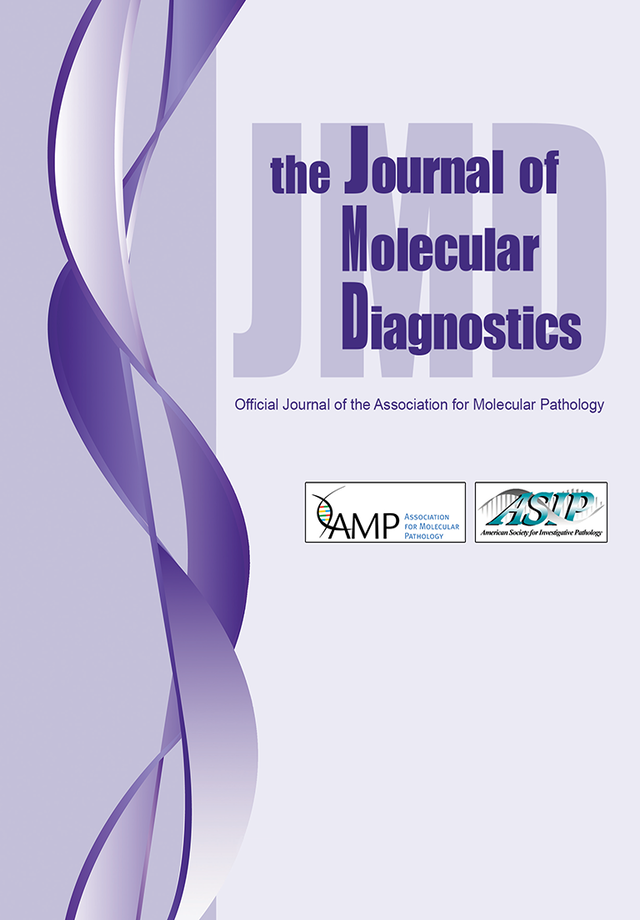 JMD
the Journal of
Molecular
Diagnostics
Official Journal of the Association for Molecular Pathology
AMP
ASSOCIATION
FOR MOLECULAR
PATHOLOGY
ASIP
American Society for Investigative Pathology